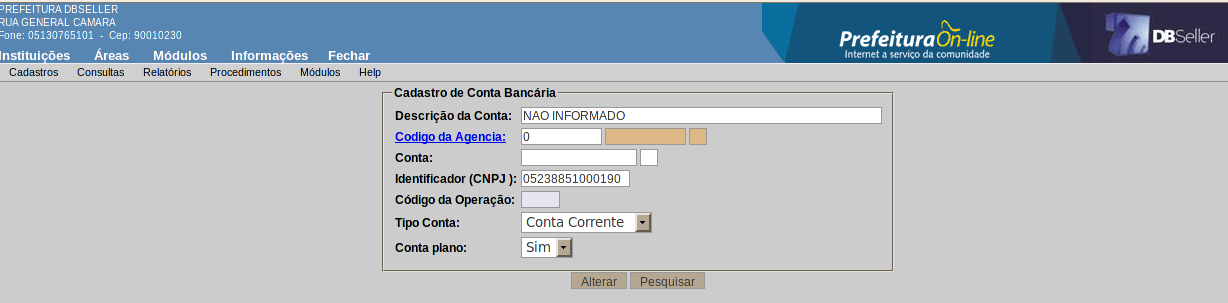 PREFEITURA DBSELLER
RUA GENERAL CAMARA
Fone: 05130765101 - Cep: 90010230
Instituições Áreas Módulos Informações Fechar
PrefeituraOn-line
Internet a serviço da comunidade
DBSeller
Cadastros Consultas Relatórios Procedimentos Módulos Help
Cadastro de Conta Bancária
Descrição da Conta: NAO INFORMADO
Codigo da Agencia: 0
Conta:
Identificador (CNPJ ): 05238851000190
Código da Operação:
Tipo Conta: Conta Corrente
Conta plano: Sim
Alterar Pesquisar